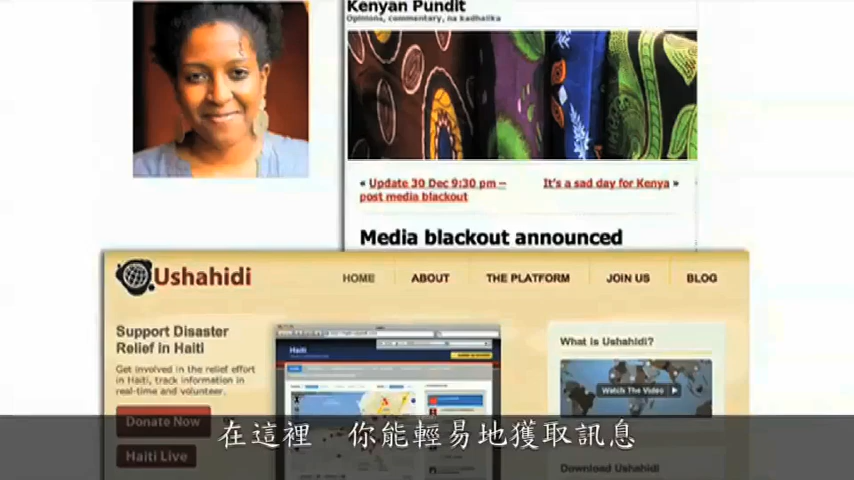 Kenyan Pundit
Opinions, commentary, na kadhalika
« Update 30 Dec 9:30 pm –
post media blackout
It's a sad day for Kenya »
Media blackout announced
Ushahidi
HOME
ABOUT
THE PLATFORM
JOIN US
BLOG
Support Disaster
Relief in Haiti
Get involved in the relief effort
in Haiti, track information in
real-time and volunteer.
Donate Now
Haiti Live
Haiti
What is Ushahidi?
Watch The Video
Download Ushahidi
在這裡 你能輕易地獲取訊息